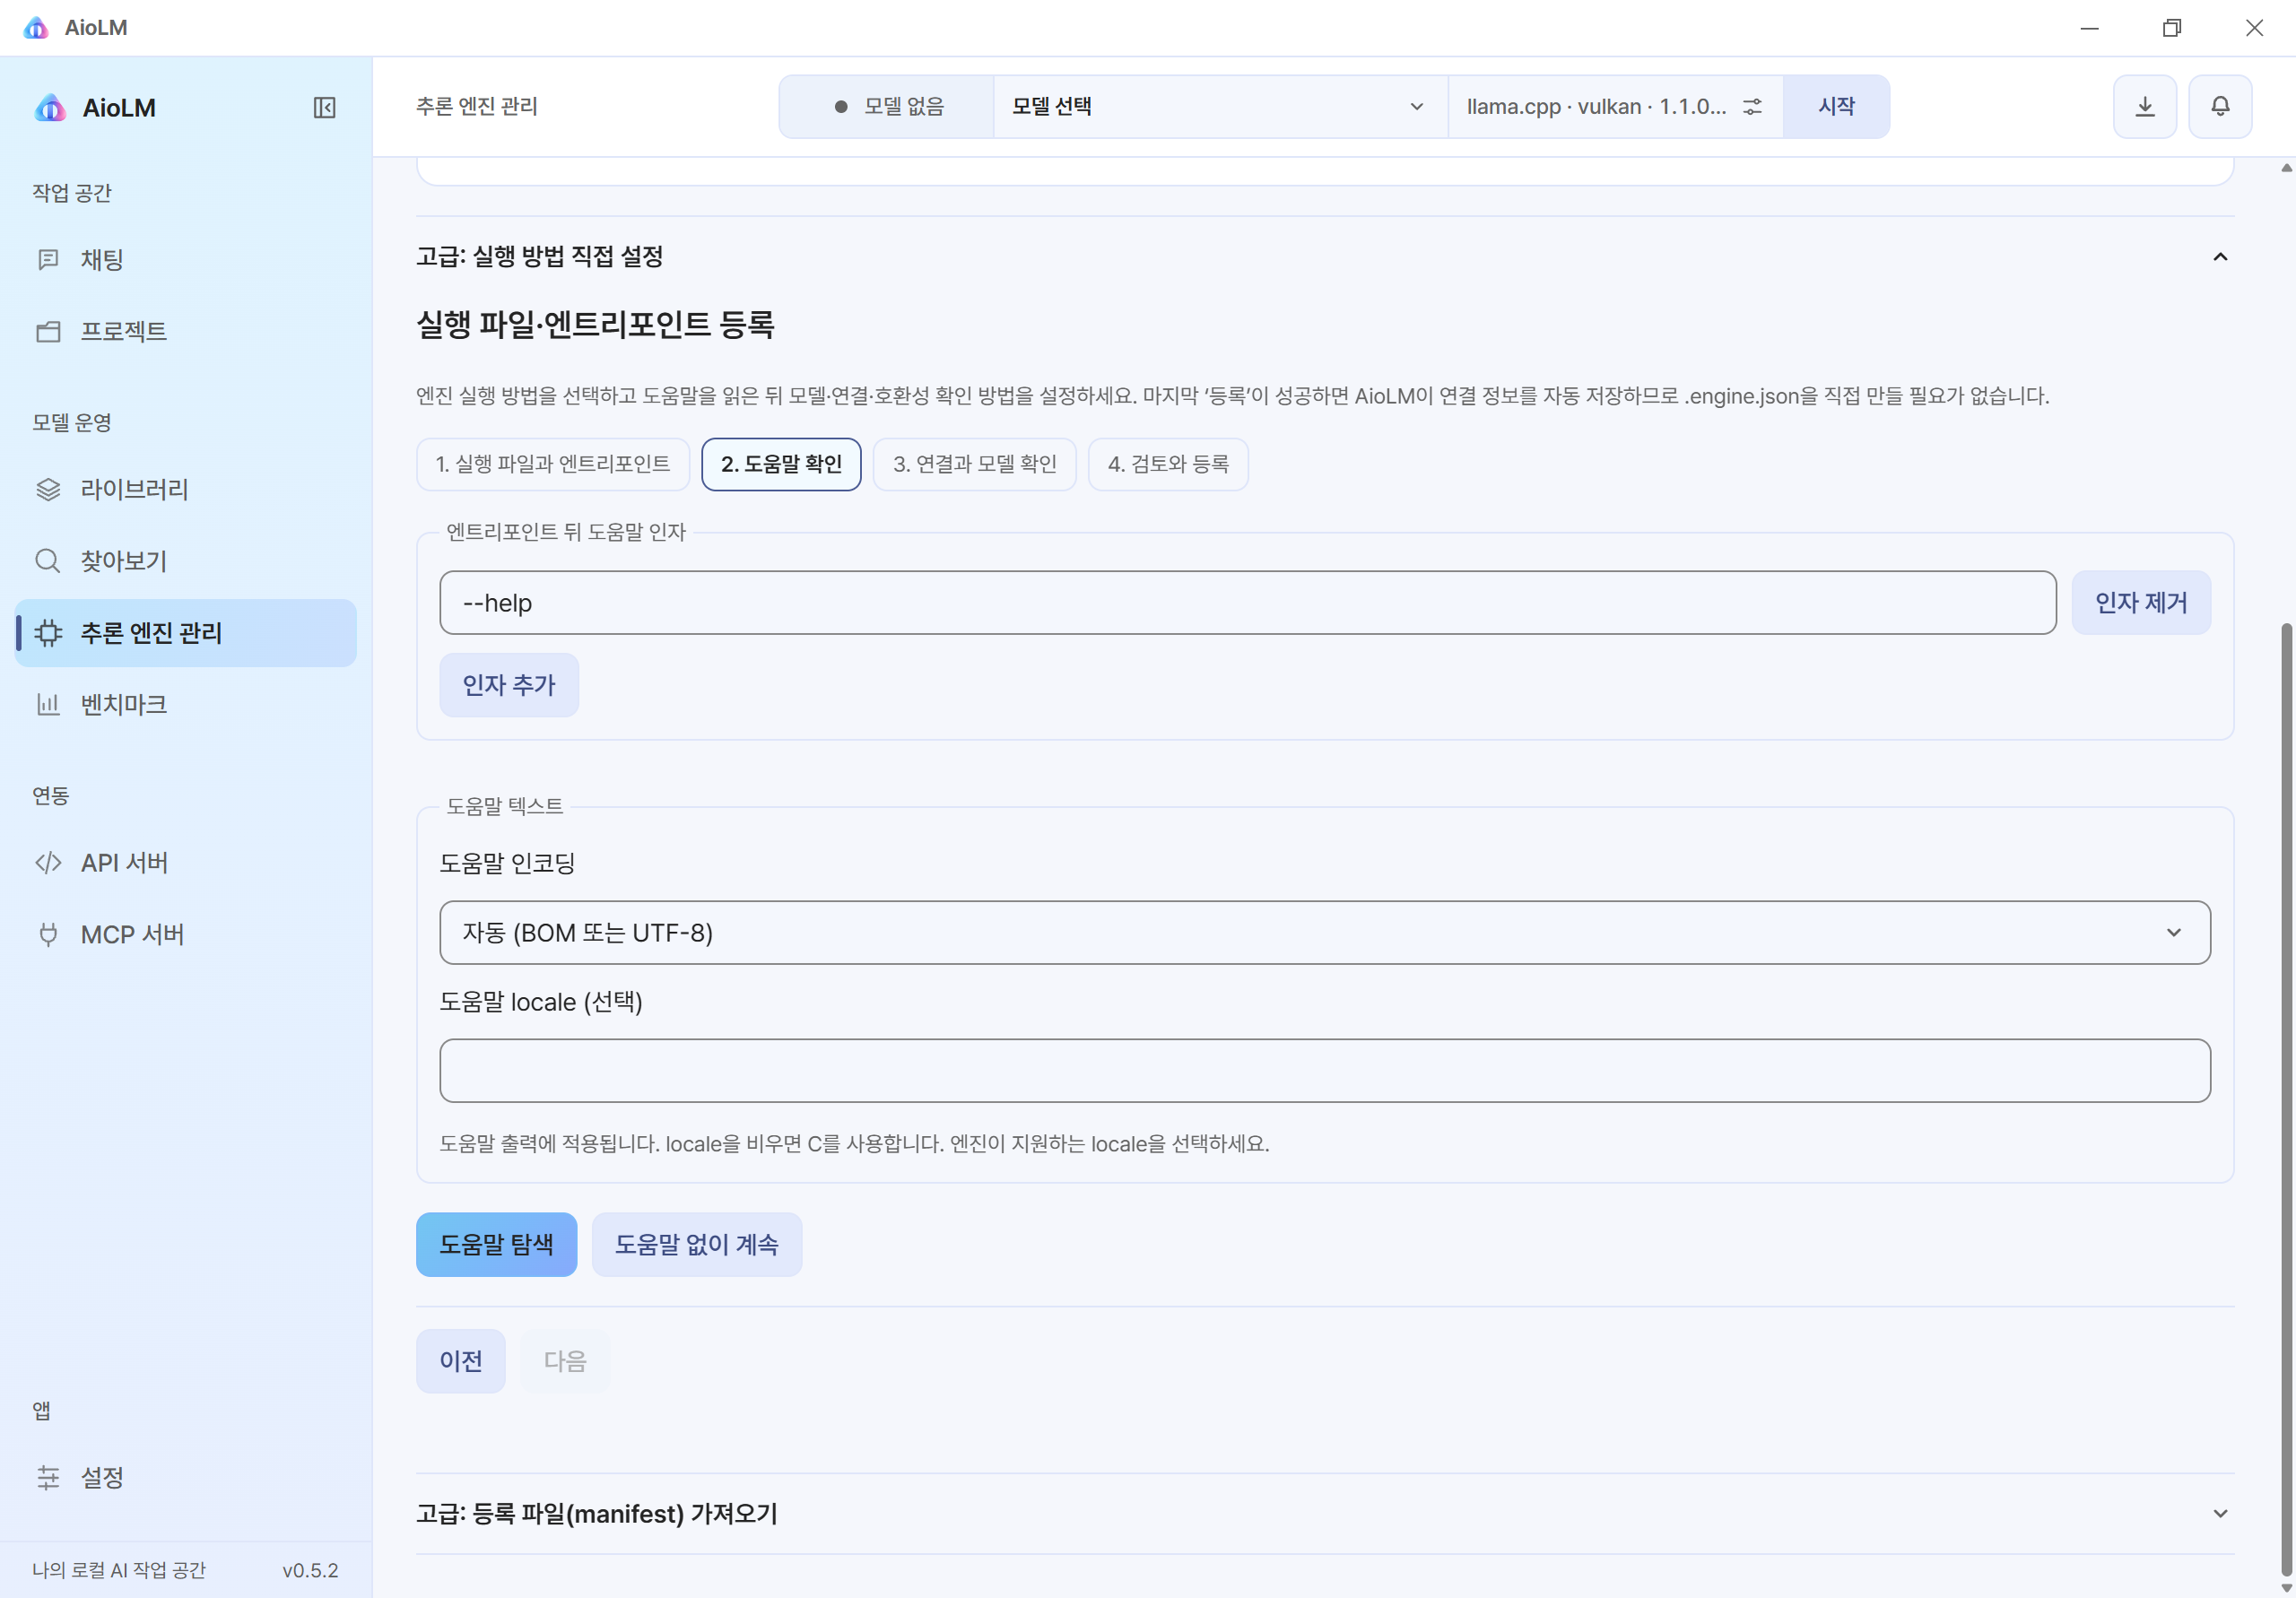 AioLM
AioLM
작업 공간
채팅
프로젝트
모델 운영
라이브러리
찾아보기
추론 엔진 관리
벤치마크
연동
API 서버
MCP 서버
앱
설정
나의 로컬 AI 작업 공간
v0.5.2
추론 엔진 관리
모델 없음
모델 선택
llama.cpp · vulkan · 1.1.0...
시작
고급: 실행 방법 직접 설정
실행 파일·엔트리포인트 등록
엔진 실행 방법을 선택하고 도움말을 읽은 뒤 모델·연결·호환성 확인 방법을 설정하세요. 마지막 ‘등록’이 성공하면 AioLM이 연결 정보를 자동 저장하므로 .engine.json을 직접 만들 필요가 없습니다.
1. 실행 파일과 엔트리포인트
2. 도움말 확인
3. 연결과 모델 확인
4. 검토와 등록
엔트리포인트 뒤 도움말 인자
--help
인자 제거
인자 추가
도움말 텍스트
도움말 인코딩
자동 (BOM 또는 UTF-8)
도움말 locale (선택)
도움말 출력에 적용됩니다. locale을 비우면 C를 사용합니다. 엔진이 지원하는 locale을 선택하세요.
도움말 탐색
도움말 없이 계속
이전
다음
고급: 등록 파일(manifest) 가져오기